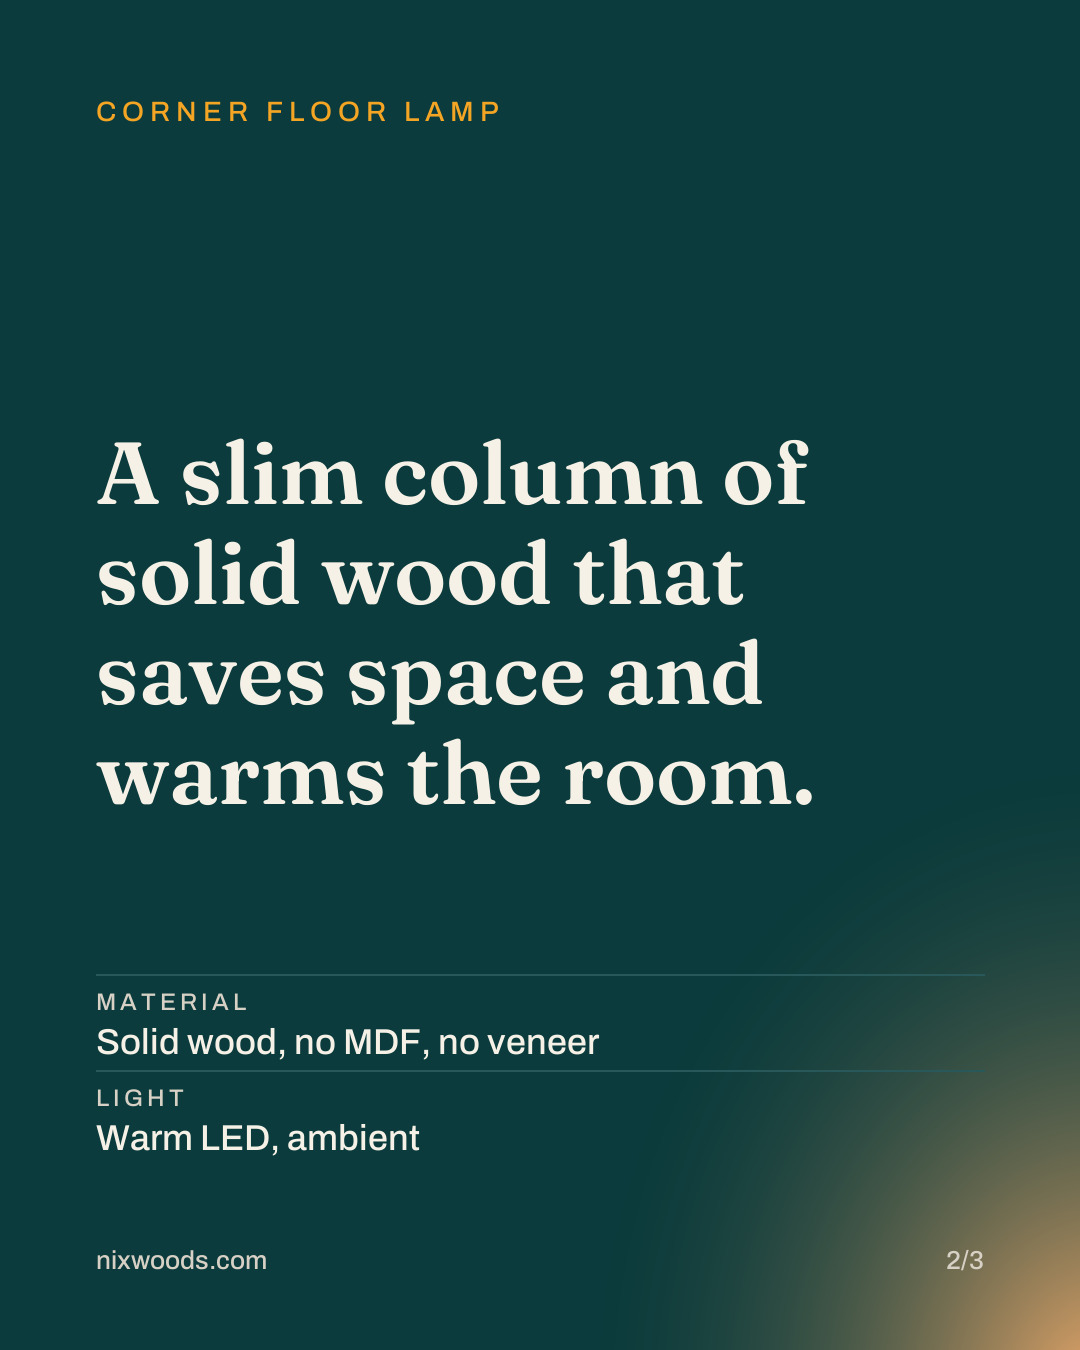 CORNER FLOOR LAMP
A slim column of
solid wood that
saves space and
warms the room.
MATERIAL
Solid wood, no MDF, no veneer
LIGHT
Warm LED, ambient
nixwoods.com
2/3